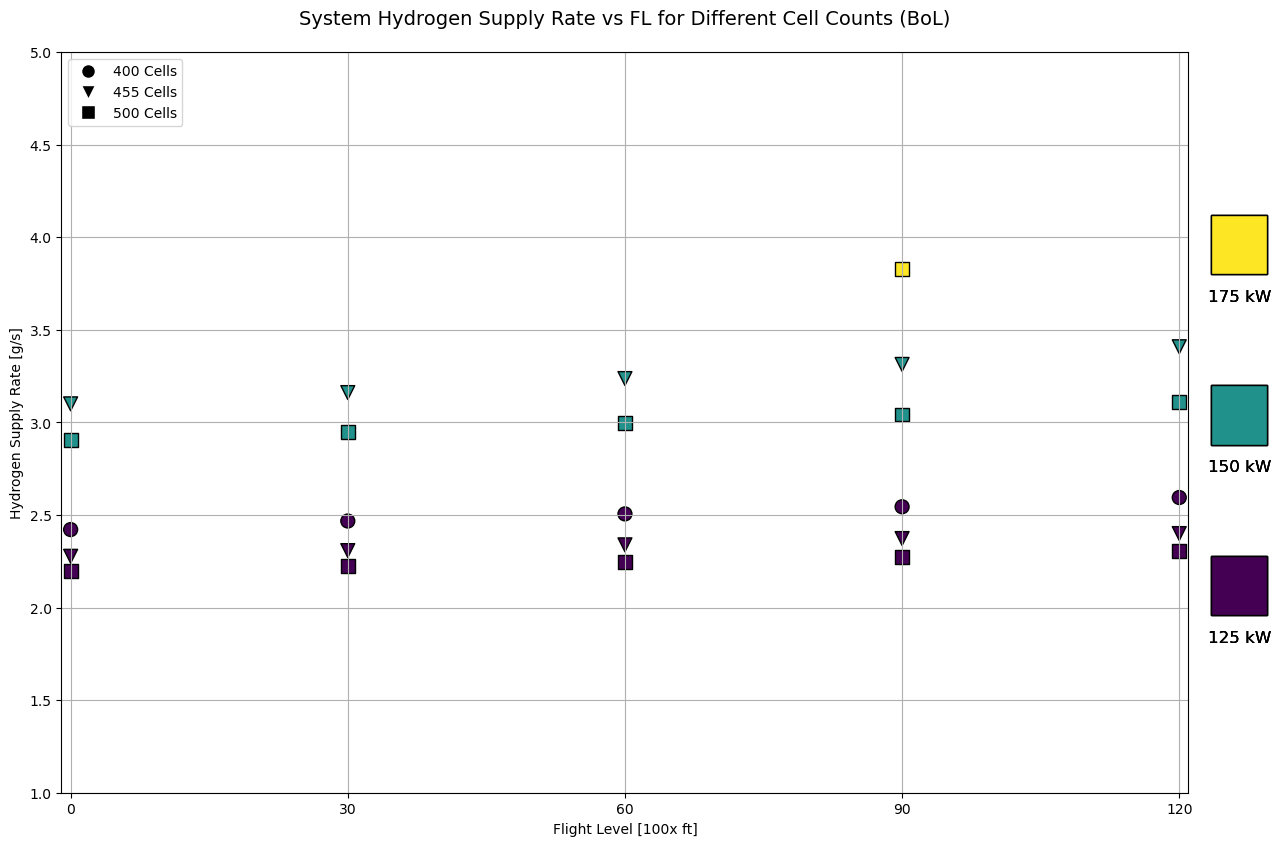 System Hydrogen Supply Rate vs FL for Different Cell Counts (BoL)
400 Cells
455 Cells
500 Cells
Hydrogen Supply Rate [g/s]
5.0
4.5
4.0
3.5
3.0
2.5
2.0
1.5
1.0
0 30 60 90 120
Flight Level [100x ft]
175 kW
150 kW
125 kW